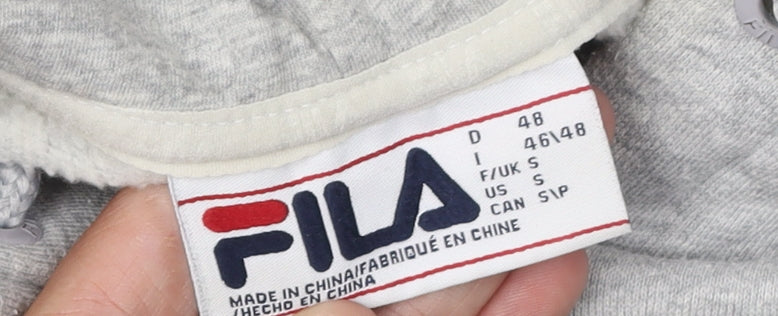 FILA
D 48
I 46\48
F/UK S
US S
CAN S\P
MADE IN CHINA/FABRIQUÉ EN CHINE
/HECHO EN CHINA